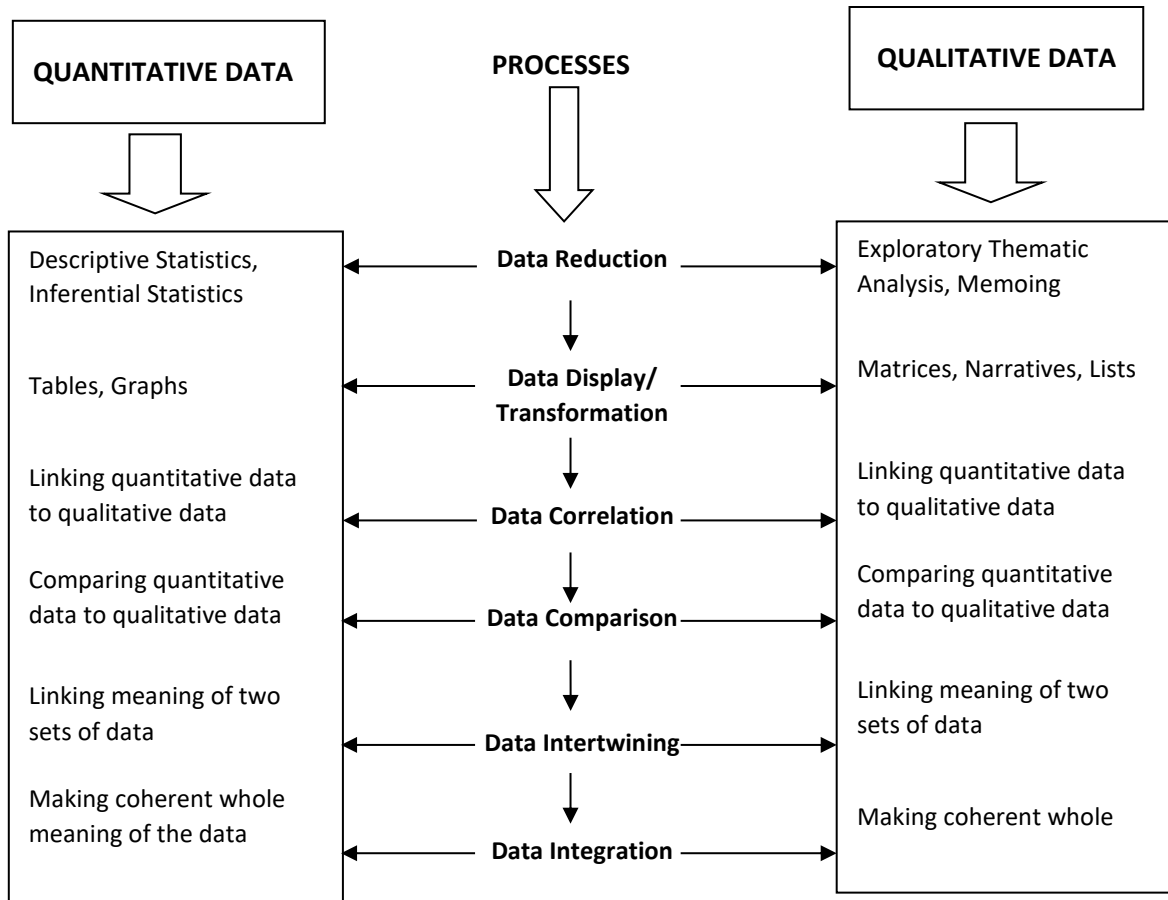 QUANTITATIVE DATA
PROCESSES
QUALITATIVE DATA
Descriptive Statistics,
Inferential Statistics
Data Reduction
Exploratory Thematic
Analysis, Memoing
Tables, Graphs
Data Display/
Transformation
Matrices, Narratives, Lists
Linking quantitative data
to qualitative data
Data Correlation
Linking quantitative data
to qualitative data
Comparing quantitative
data to qualitative data
Data Comparison
Comparing quantitative
data to qualitative data
Linking meaning of two
sets of data
Data Intertwining
Linking meaning of two
sets of data
Making coherent whole
meaning of the data
Data Integration
Making coherent whole